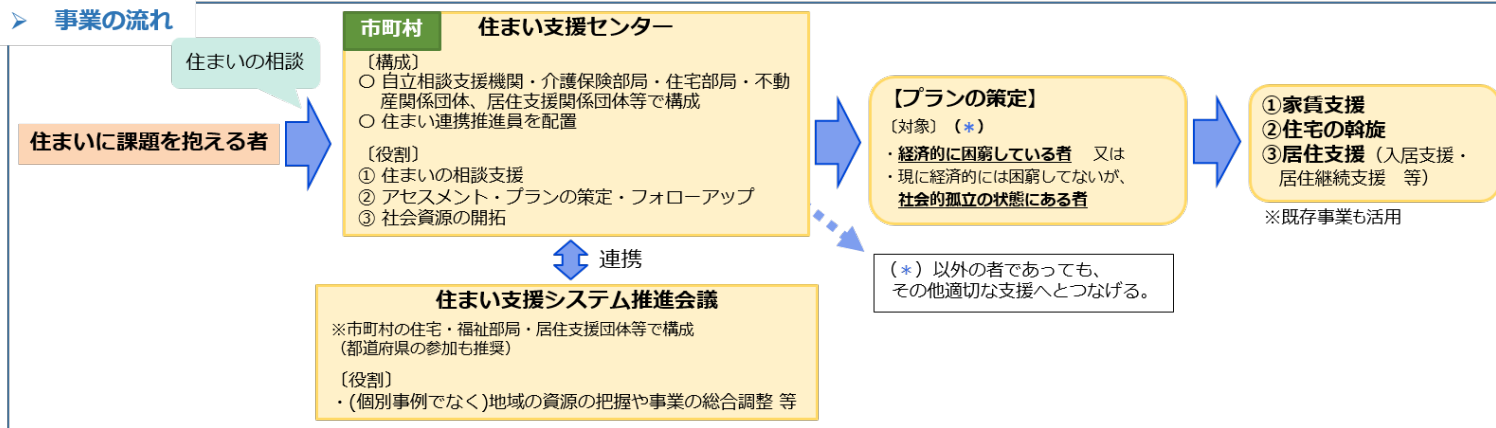 ➢ 事業の流れ
住まいの相談
住まいに課題を抱える者
市町村
住まい支援センター
〔構成〕
〇 自立相談支援機関・介護保険部局・住宅部局・不動
産関係団体、居住支援関係団体等で構成
〇 住まい連携推進員を配置
〔役割〕
① 住まいの相談支援
② アセスメント・プランの策定・フォローアップ
③ 社会資源の開拓
連携
住まい支援システム推進会議
※市町村の住宅・福祉部局・居住支援団体等で構成
（都道府県の参加も推奨）
〔役割〕
・(個別事例でなく)地域の資源の把握や事業の総合調整 等
【プランの策定】
〔対象〕（＊）
・経済的に困窮している者　又は
・現に経済的には困窮してないが、
社会的孤立の状態にある者
（＊）以外の者であっても、
その他適切な支援へとつなげる。
①家賃支援
②住宅の斡旋
③居住支援（入居支援・
居住継続支援　等）
※既存事業も活用